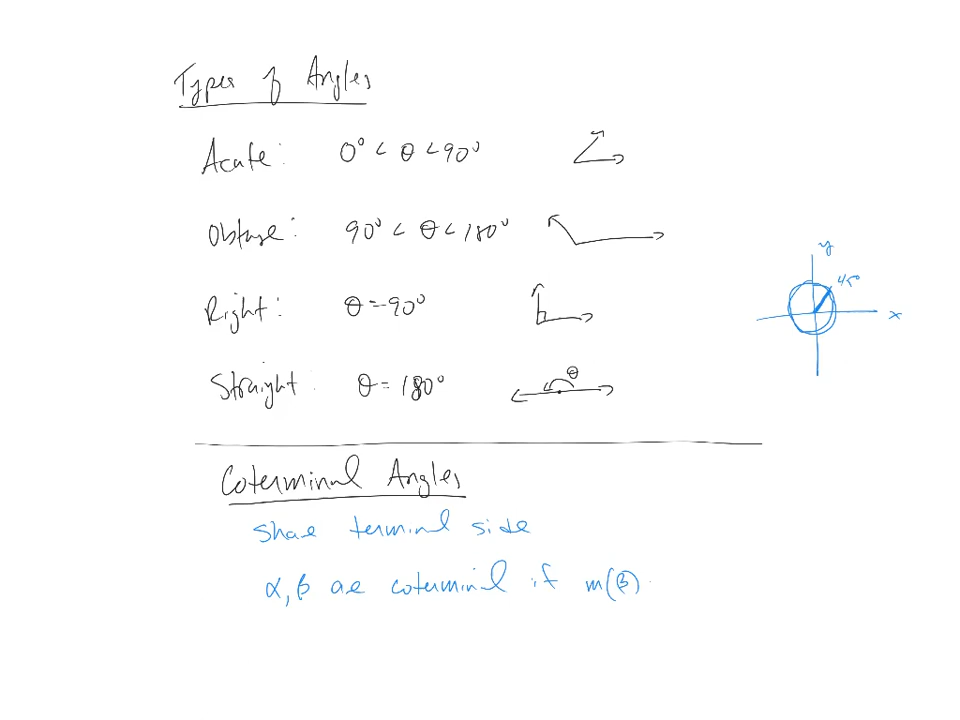 Types of Angles
Acute: 0° < θ < 90°
Obtuse: 90° < θ < 180°
Right: θ = 90°
Straight: θ = 180°
θ
y
45°
x
Coterminal Angles
Share terminal side
α, β are coterminal if m(β)